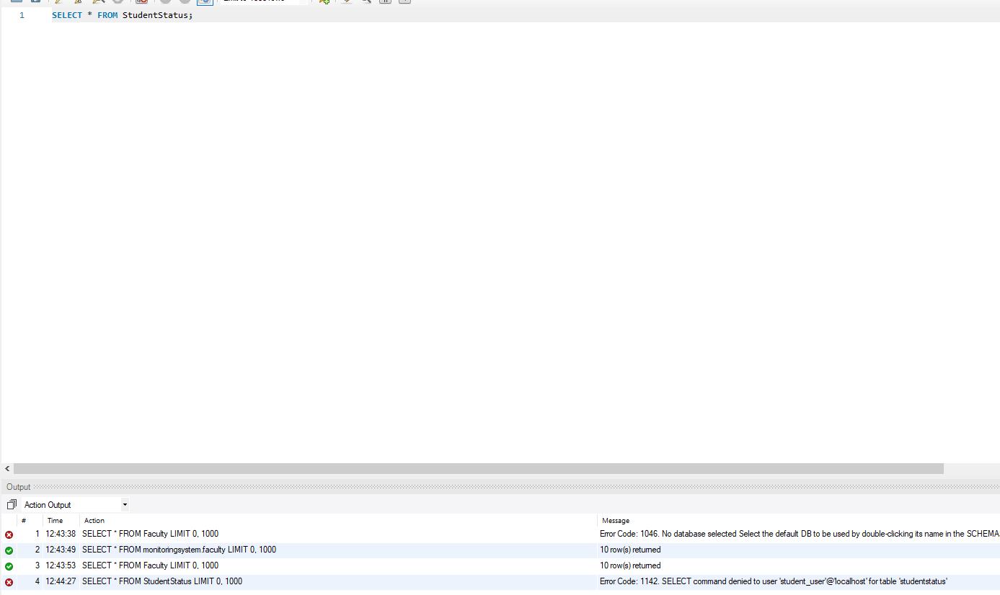 1 SELECT * FROM StudentStatus;
Output
Action Output
# Time Action Message
1 12:43:38 SELECT * FROM Faculty LIMIT 0, 1000 Error Code: 1046. No database selected Select the default DB to be used by double-clicking its name in the SCHEMA
2 12:43:49 SELECT * FROM monitoringsystem.faculty LIMIT 0, 1000 10 row(s) returned
3 12:43:53 SELECT * FROM Faculty LIMIT 0, 1000 10 row(s) returned
4 12:44:27 SELECT * FROM StudentStatus LIMIT 0, 1000 Error Code: 1142. SELECT command denied to user 'student_user'@'localhost' for table 'studentstatus'